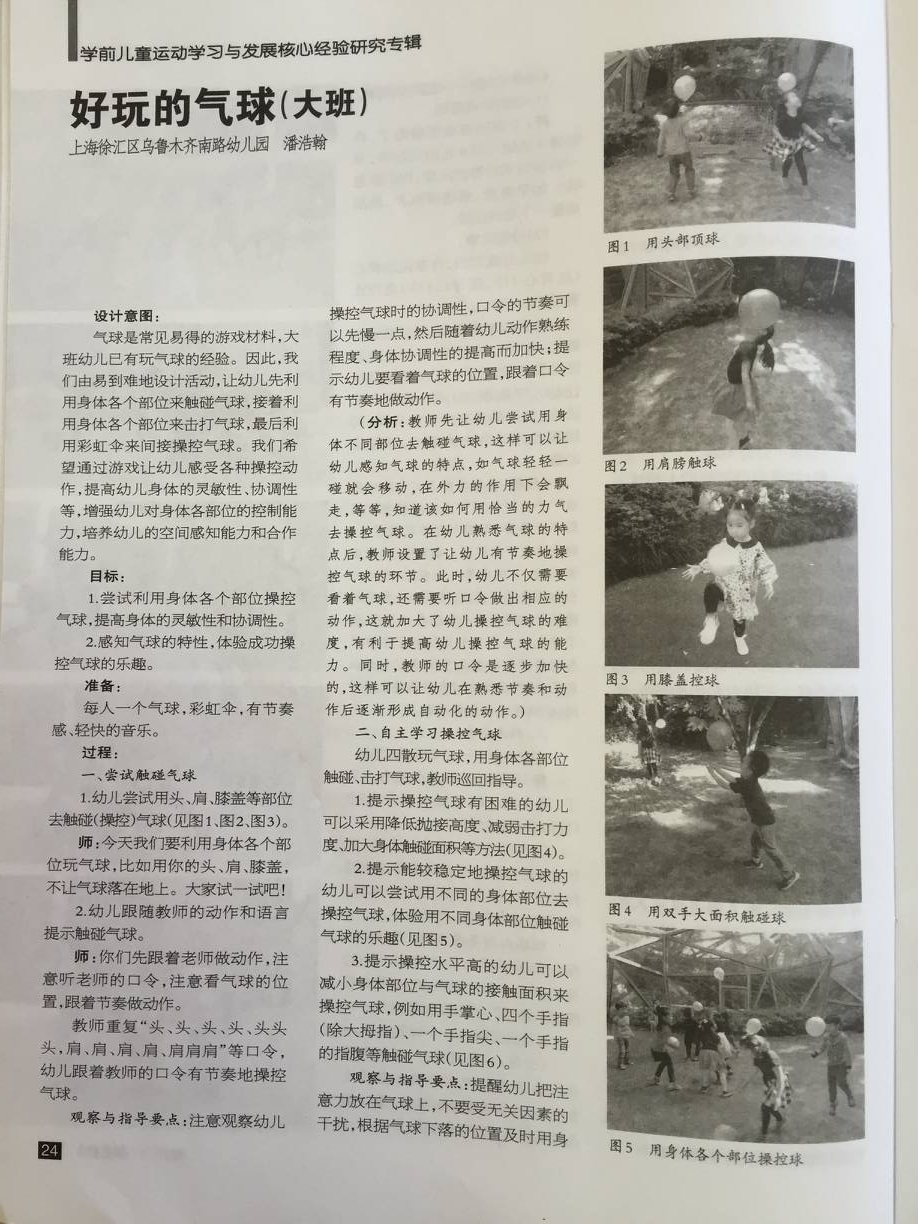 学前儿童运动学习与发展核心经验研究专辑
好玩的气球(大班)
上海徐汇区乌鲁木齐南路幼儿园 潘浩翰
设计意图:
气球是常见易得的游戏材料,大
班幼儿已有玩气球的经验。因此,我
们由易到难地设计活动,让幼儿先利
用身体各个部位来触碰气球,接着利
用身体各个部位来击打气球,最后利
用彩虹伞来间接操控气球。我们希
望通过游戏让幼儿感受各种操控动
作,提高幼儿身体的灵敏性、协调性
等,增强幼儿对身体各部位的控制能
力,培养幼儿的空间感知能力和合作
能力。
目标:
1.尝试利用身体各个部位操控
气球,提高身体的灵敏性和协调性。
2.感知气球的特性,体验成功操
控气球的乐趣。
准备:
每人一个气球,彩虹伞,有节奏
感、轻快的音乐。
过程:
一、尝试触碰气球
1.幼儿尝试用头、肩、膝盖等部位
去触碰(操控)气球(见图1、图2、图3)。
师:今天我们要利用身体各个部
位玩气球,比如用你的头、肩、膝盖,
不让气球落在地上。大家试一试吧!
2.幼儿跟随教师的动作和语言
提示触碰气球。
师:你们先跟着老师做动作,注
意听老师的口令,注意看气球的位
置,跟着节奏做动作。
教师重复“头、头、头、头、头头
头,肩、肩、肩、肩、肩肩肩”等口令,
幼儿跟着教师的口令有节奏地操控
气球。
观察与指导要点:注意观察幼儿
操控气球时的协调性,口令的节奏可
以先慢一点,然后随着幼儿动作熟练
程度、身体协调性的提高而加快;提
示幼儿要看着气球的位置,跟着口令
有节奏地做动作。
(分析:教师先让幼儿尝试用身
体不同部位去触碰气球,这样可以让
幼儿感知气球的特点,如气球轻轻一
碰就会移动,在外力的作用下会飘
走,等等,知道该如何用恰当的力气
去操控气球。在幼儿熟悉气球的特
点后,教师设置了让幼儿有节奏地操
控气球的环节。此时,幼儿不仅需要
看着气球,还需要听口令做出相应的
动作,这就加大了幼儿操控气球的难
度,有利于提高幼儿操控气球的能
力。同时,教师的口令是逐步加快
的,这样可以让幼儿在熟悉节奏和动
作后逐渐形成自动化的动作。)
二、自主学习操控气球
幼儿四散玩气球,用身体各部位
触碰、击打气球,教师巡回指导。
1.提示操控气球有困难的幼儿
可以采用降低抛接高度、减弱击打力
度、加大身体触碰面积等方法(见图4)。
2.提示能较稳定地操控气球的
幼儿可以尝试用不同的身体部位去
操控气球,体验用不同身体部位触碰
气球的乐趣(见图5)。
3.提示操控水平高的幼儿可以
减小身体部位与气球的接触面积来
操控气球,例如用手掌心、四个手指
(除大拇指)、一个手指尖、一个手指
的指腹等触碰气球(见图6)。
观察与指导要点:提醒幼儿把注
意力放在气球上,不要受无关因素的
干扰,根据气球下落的位置及时用身
图1 用头部顶球
图2 用肩膀触球
图3 用膝盖控球
图4 用双手大面积触碰球
图5 用身体各个部位操控球
24